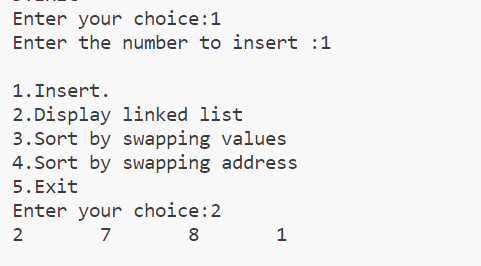 Enter your choice:1
Enter the number to insert :1
1.Insert.
2.Display linked list
3.Sort by swapping values
4.Sort by swapping address
5.Exit
Enter your choice:2
2 7 8 1